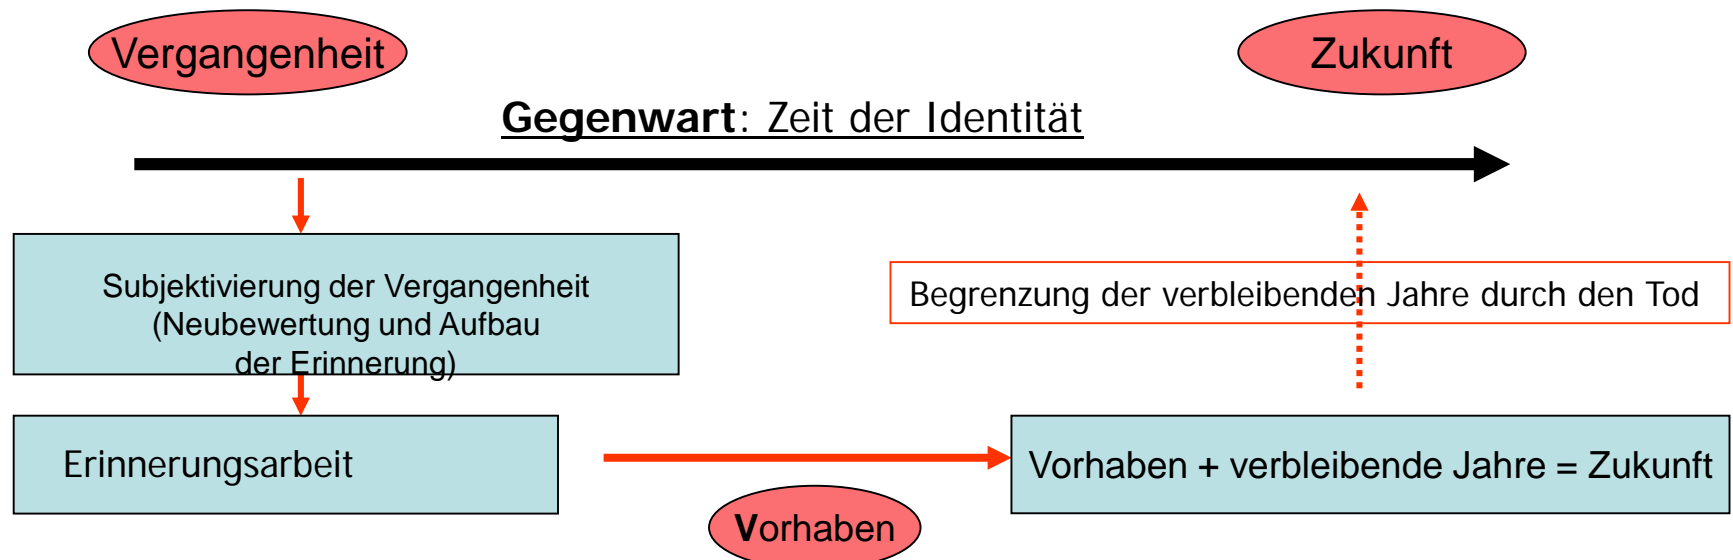 Vergangenheit
Zukunft
Gegenwart: Zeit der Identität
Subjektivierung der Vergangenheit
(Neubewertung und Aufbau
der Erinnerung)
Begrenzung der verbleibenden Jahre durch den Tod
Erinnerungsarbeit
Vorhaben + verbleibende Jahre = Zukunft
Vorhaben